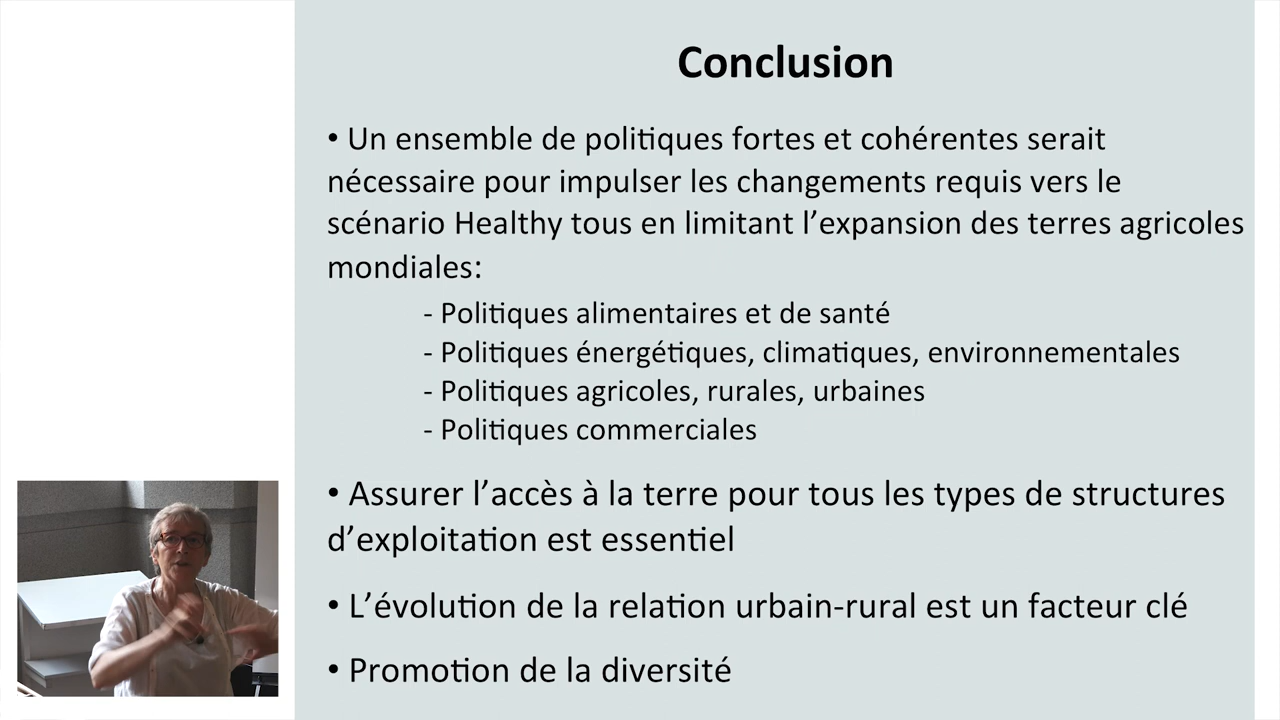 Conclusion
• Un ensemble de politiques fortes et cohérentes serait
nécessaire pour impulser les changements requis vers le
scénario Healthy tous en limitant l’expansion des terres agricoles
mondiales:
- Politiques alimentaires et de santé
- Politiques énergétiques, climatiques, environnementales
- Politiques agricoles, rurales, urbaines
- Politiques commerciales
• Assurer l’accès à la terre pour tous les types de structures
d’exploitation est essentiel
• L’évolution de la relation urbain-rural est un facteur clé
• Promotion de la diversité